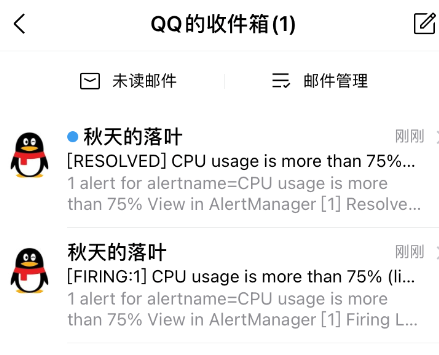 QQ的收件箱(1)
未读邮件 邮件管理
秋天的落叶 刚刚
[RESOLVED] CPU usage is more than 75%...
1 alert for alertname=CPU usage is more
than 75% View in AlertManager [1] Resolve...
秋天的落叶 刚刚
[FIRING:1] CPU usage is more than 75% (li...
1 alert for alertname=CPU usage is more
than 75% View in AlertManager [1] Firing L...